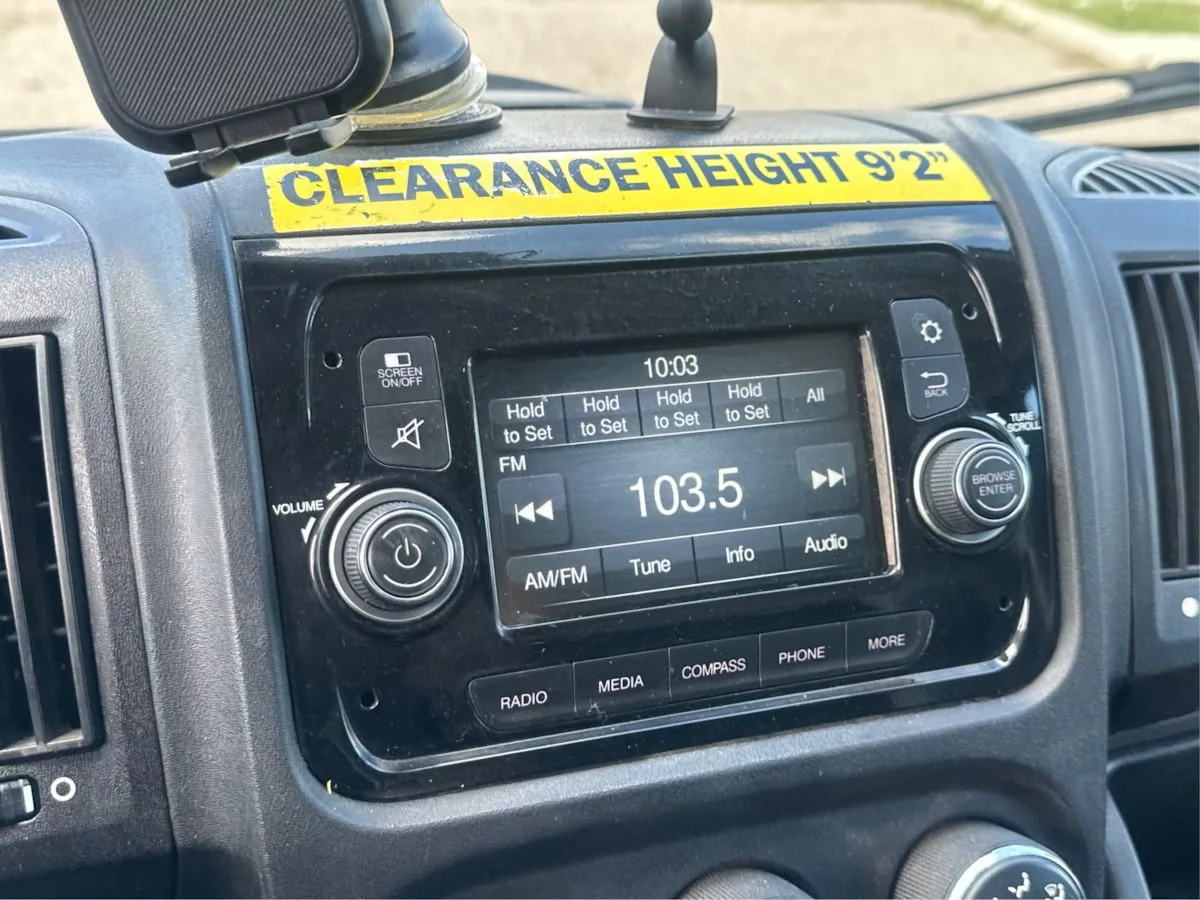 CLEARANCE HEIGHT 9'2"
SCREEN
ON/OFF
10:03
Hold
to Set
Hold
to Set
Hold
to Set
Hold
to Set
All
BACK
FM
103.5
TUNE
SCROLL
VOLUME
BROWSE
ENTER
AM/FM
Tune
Info
Audio
RADIO
MEDIA
COMPASS
PHONE
MORE